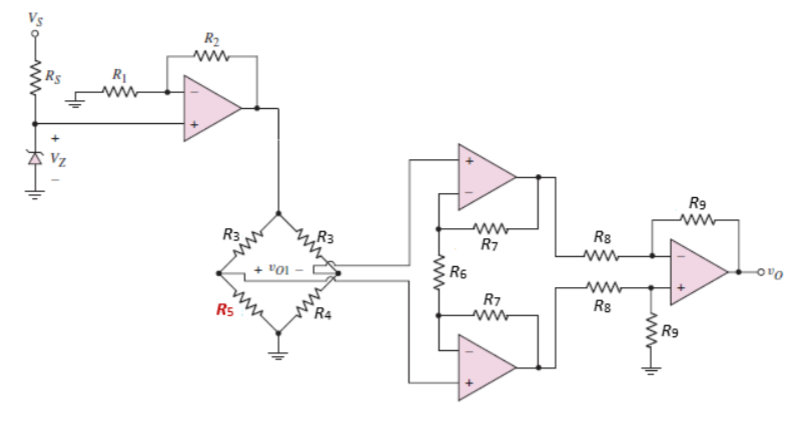 V_S
R_S
R_1
R_2
−
+
+
V_Z
−
R_3
R_3
+ v_O1 −
R_5
R_4
+
−
R_7
R_6
R_7
−
+
R_8
R_8
R_9
−
+
v_O
R_9